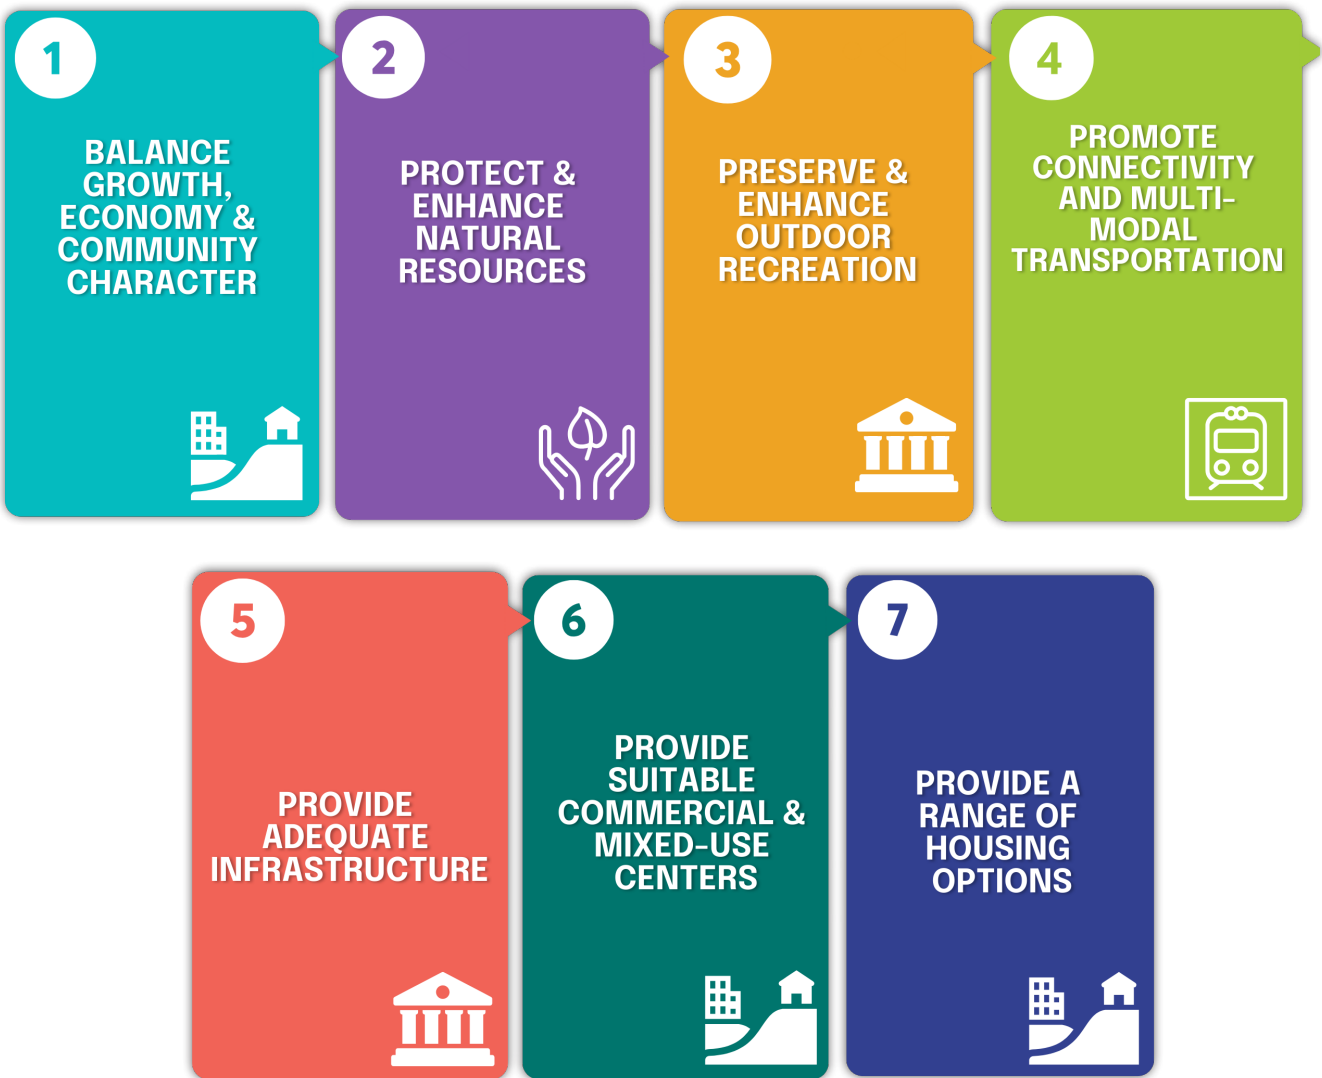 1
BALANCE
GROWTH,
ECONOMY &
COMMUNITY
CHARACTER
2
PROTECT &
ENHANCE
NATURAL
RESOURCES
3
PRESERVE &
ENHANCE
OUTDOOR
RECREATION
4
PROMOTE
CONNECTIVITY
AND MULTI-
MODAL
TRANSPORTATION
5
PROVIDE
ADEQUATE
INFRASTRUCTURE
6
PROVIDE
SUITABLE
COMMERCIAL &
MIXED-USE
CENTERS
7
PROVIDE A
RANGE OF
HOUSING
OPTIONS